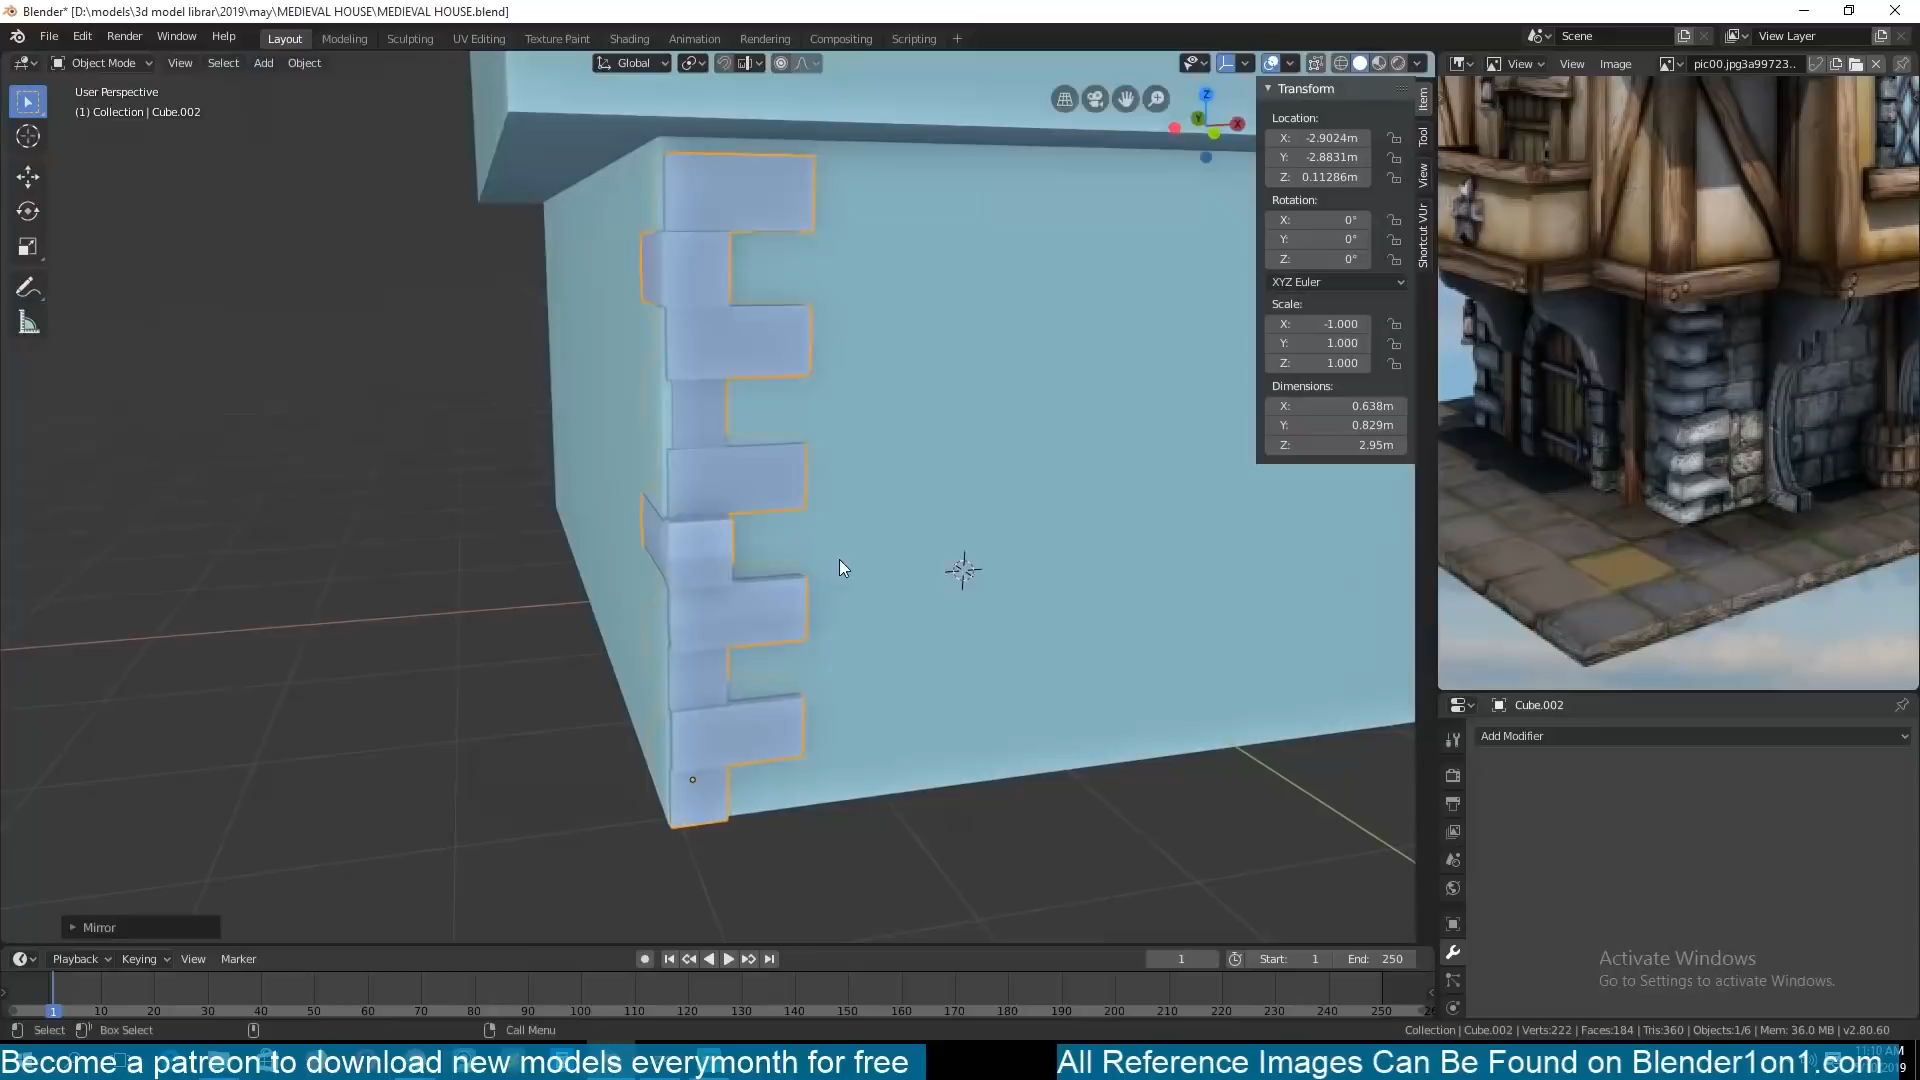 Blender* [D:\models\3d model librar\2019\may\MEDIEVAL HOUSE\MEDIEVAL HOUSE.blend]
File Edit Render Window Help
Layout Modeling Sculpting UV Editing Texture Paint Shading Animation Rendering Compositing Scripting +
Scene
View Layer
Object Mode View Select Add Object
Global
View View Image
pic00.jpg3a99723..
User Perspective
(1) Collection | Cube.002
Z
Y
X
Transform
Location:
X: -2.9024m
Y: -2.8831m
Z: 0.11286m
Rotation:
X: 0°
Y: 0°
Z: 0°
XYZ Euler
Scale:
X: -1.000
Y: 1.000
Z: 1.000
Dimensions:
X: 0.638m
Y: 0.829m
Z: 2.95m
Item
Tool
View
Shortcut VUr
Cube.002
Add Modifier
Activate Windows
Go to Settings to activate Windows.
Mirror
Playback Keying View Marker
1
Start: 1 End: 250
1 10 20 30 40 50 60 70 80 90 100 110 120 130 140 150 160 170 180 190 200 210 220 230 240 250
Select Box Select Call Menu
Collection | Cube.002 | Verts:222 | Faces:184 | Tris:360 | Objects:1/6 | Mem: 36.0 MB | v2.80.60
Become a patreon to download new models everymonth for free
All Reference Images Can Be Found on Blender1on1.com